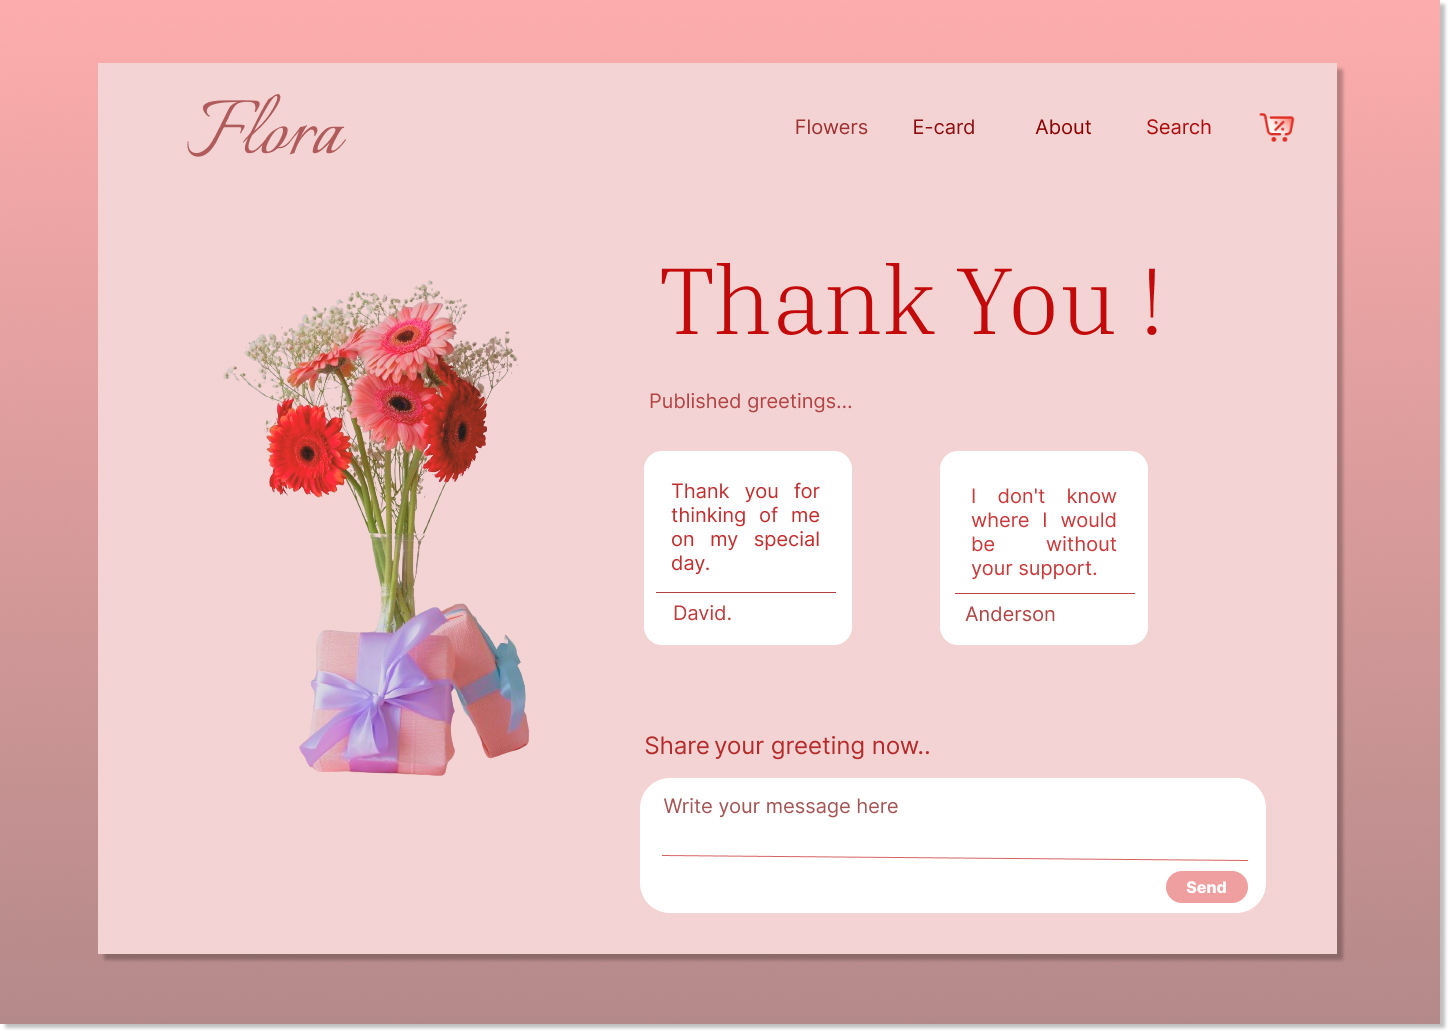 Flora
Flowers E-card About Search
Thank You !
Published greetings...
Thank you for
thinking of me
on my special
day.
David.
I don't know
where I would
be without
your support.
Anderson
Share your greeting now..
Write your message here
Send